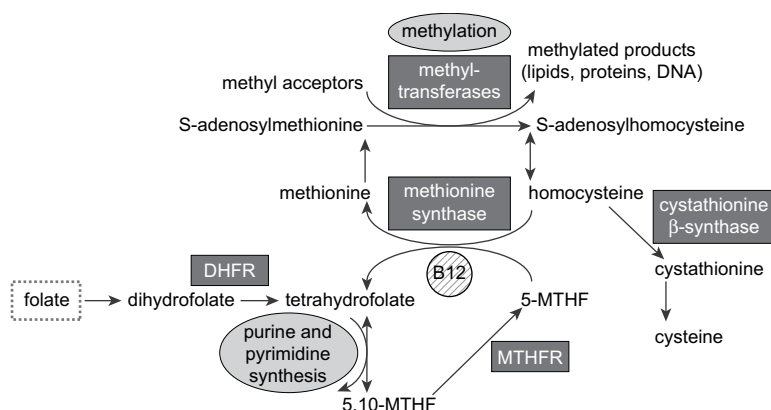 methylation
methylated products
(lipids, proteins, DNA)
methyl-
transferases
methyl acceptors
S-adenosylmethionine
S-adenosylhomocysteine
methionine
methionine
synthase
homocysteine
cystathionine
β-synthase
cystathionine
cysteine
B12
DHFR
folate
dihydrofolate
tetrahydrofolate
5-MTHF
purine and
pyrimidine
synthesis
MTHFR
5,10-MTHF